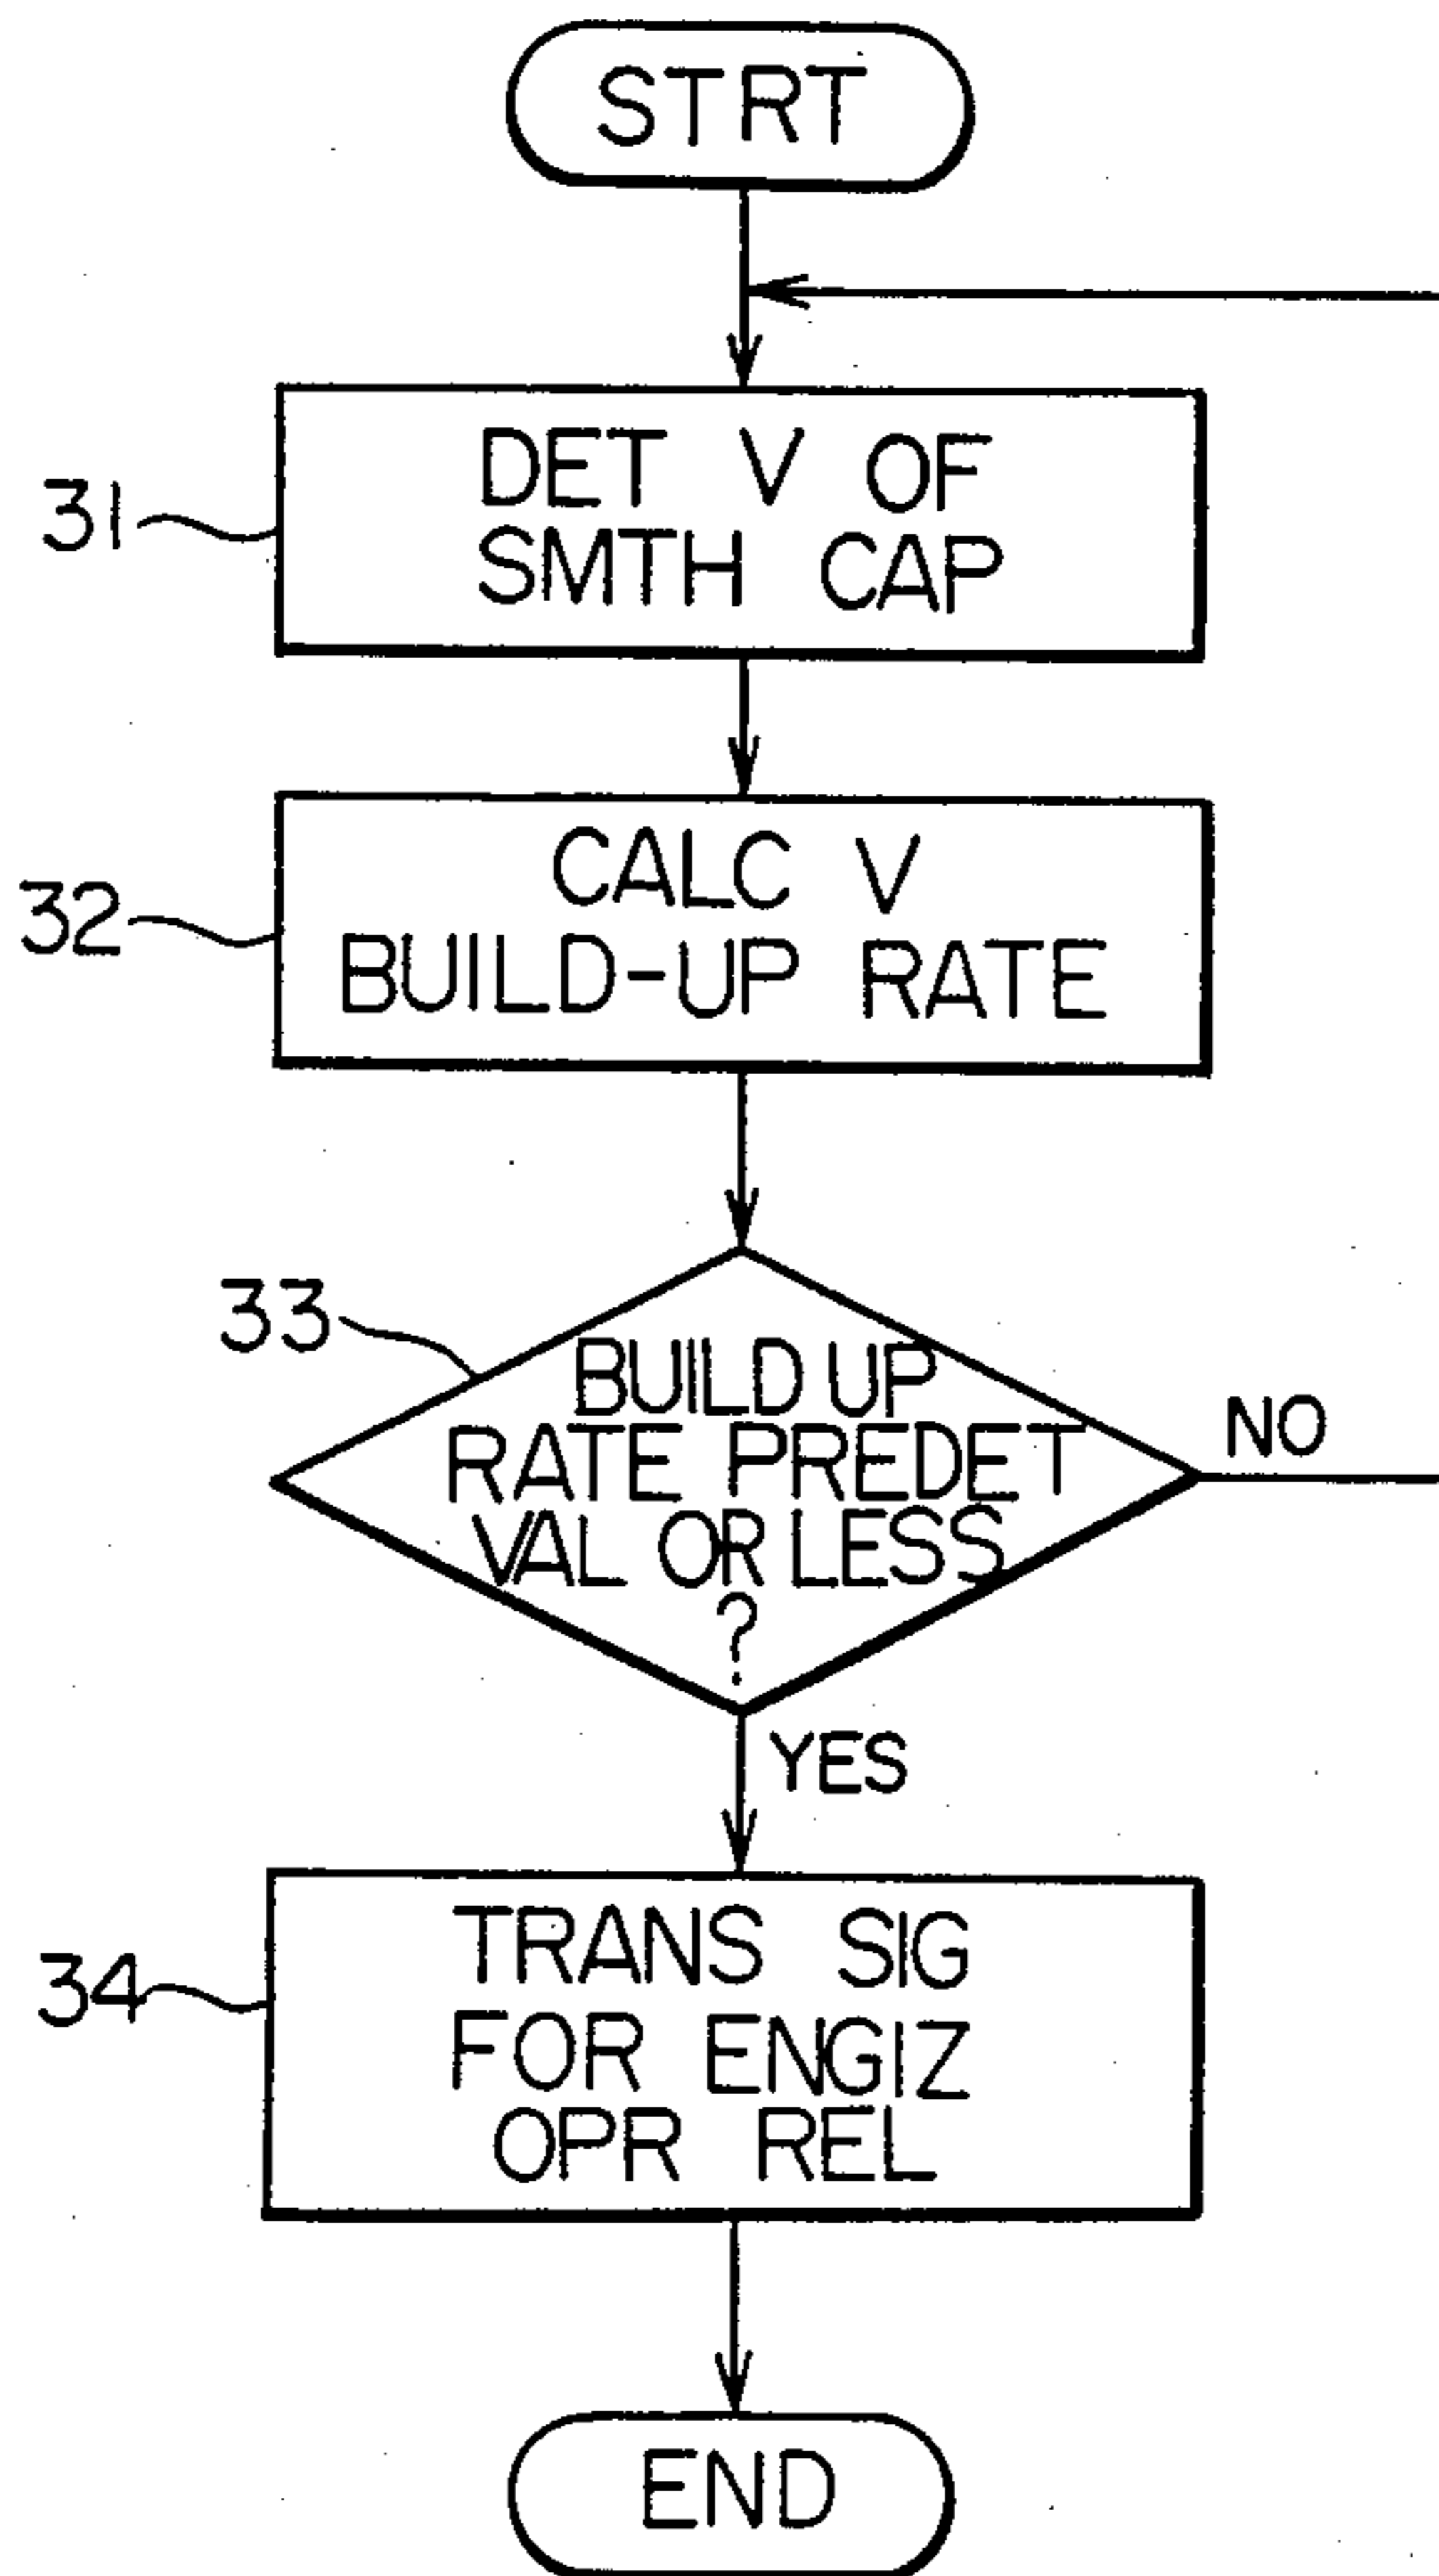 STRT
31
DET V OF
SMTH CAP
32
CALC V
BUILD-UP RATE
33
BUILD UP
RATE PREDET
VAL OR LESS
?
NO
YES
34
TRANS SIG
FOR ENGIZ
OPR REL
END